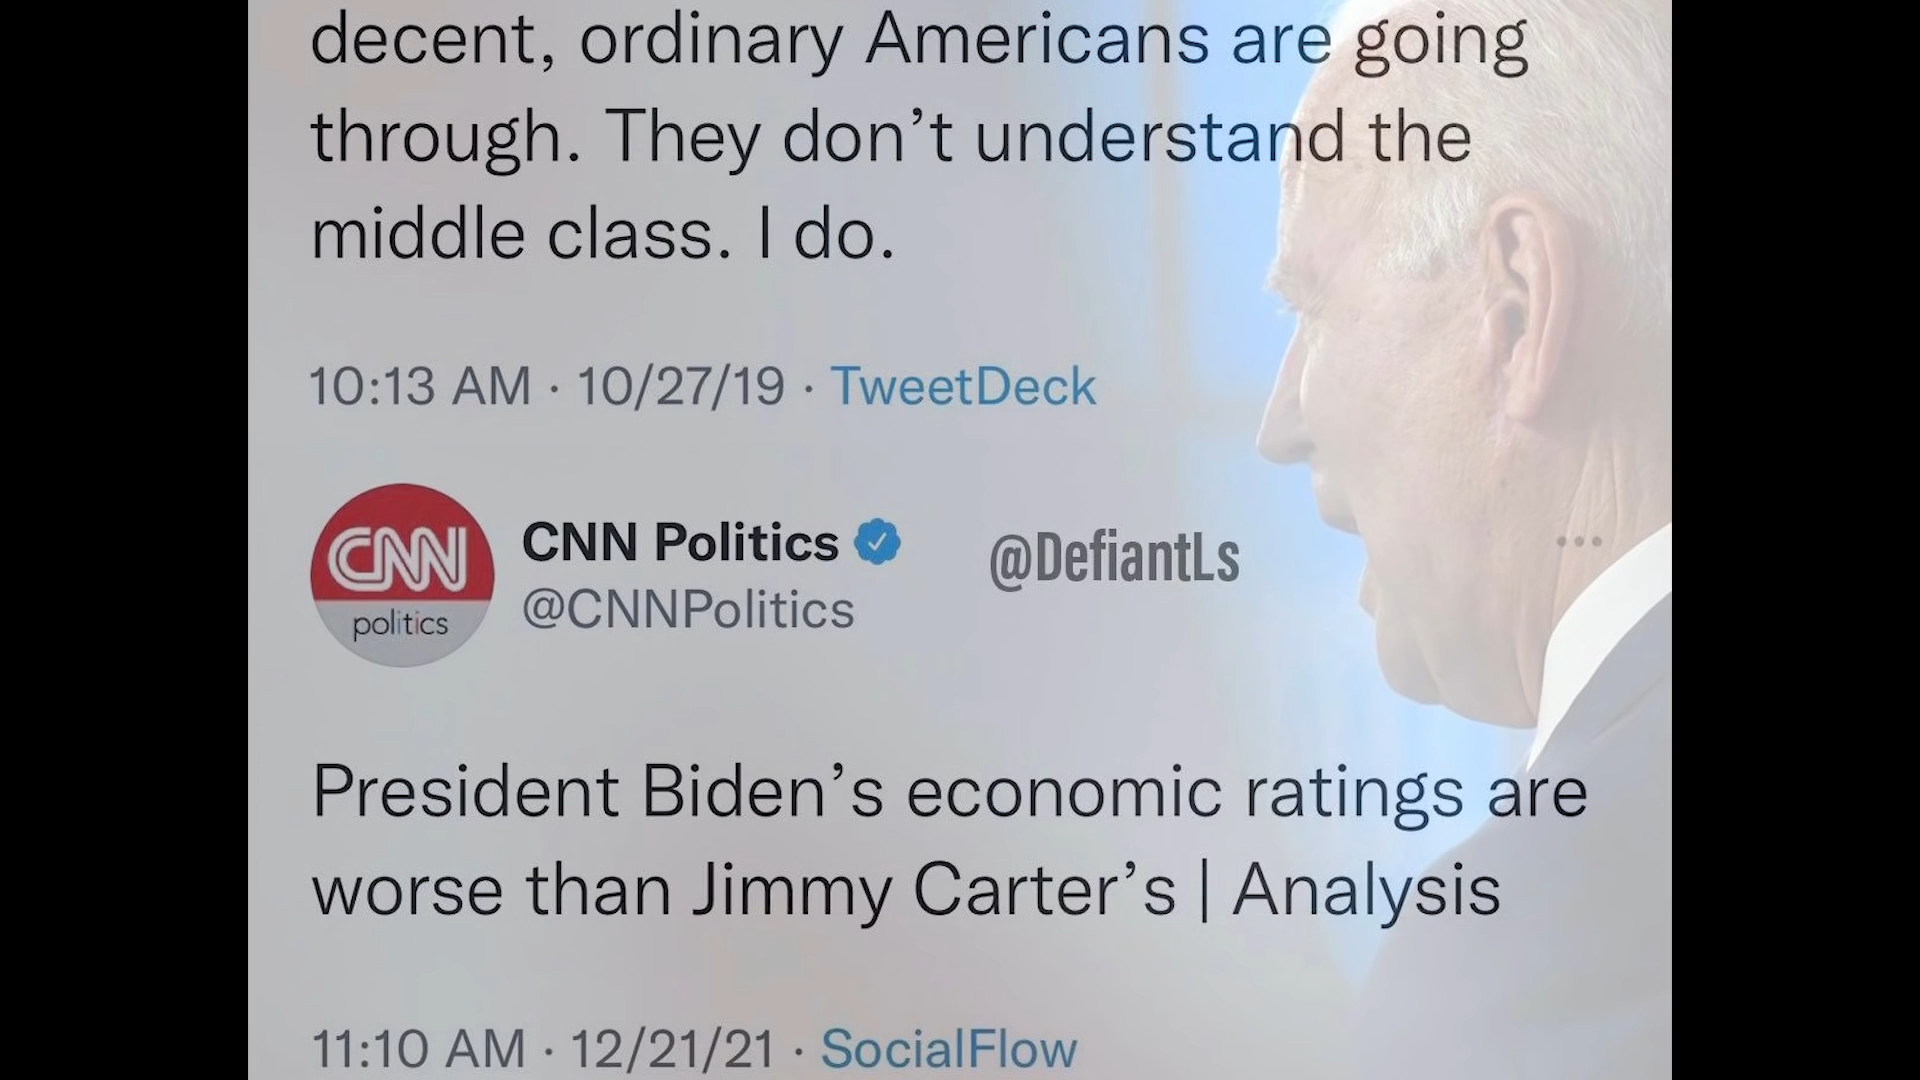 decent, ordinary Americans are going
through. They don’t understand the
middle class. I do.
10:13 AM · 10/27/19 · TweetDeck
CNN
politics
CNN Politics
@CNNPolitics
@DefiantLs
President Biden’s economic ratings are
worse than Jimmy Carter’s | Analysis
11:10 AM · 12/21/21 · SocialFlow